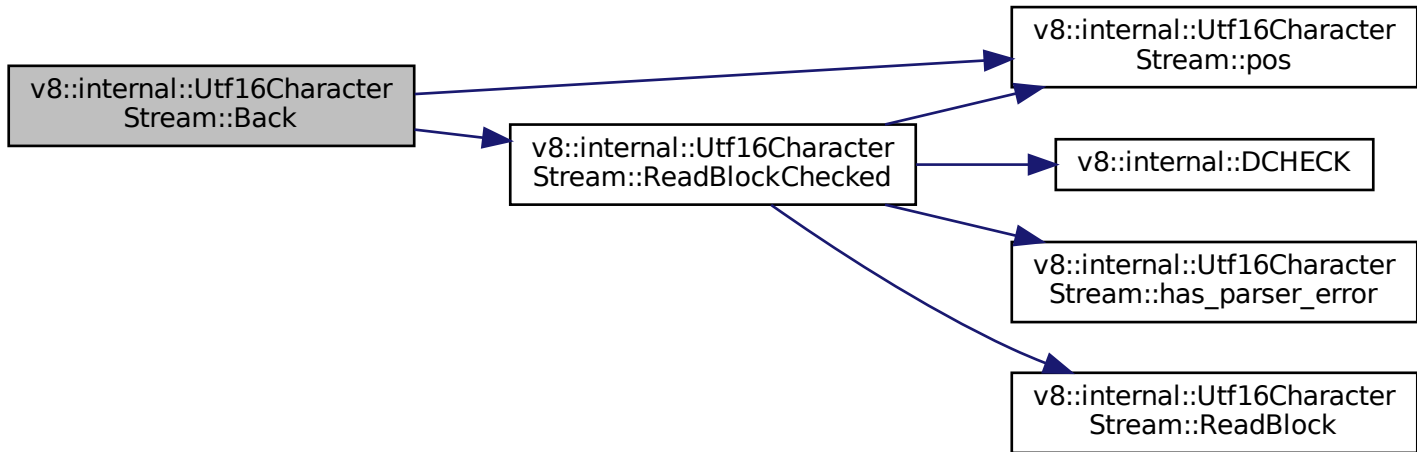 v8::internal::Utf16Character
Stream::Back
v8::internal::Utf16Character
Stream::ReadBlockChecked
v8::internal::Utf16Character
Stream::pos
v8::internal::DCHECK
v8::internal::Utf16Character
Stream::has_parser_error
v8::internal::Utf16Character
Stream::ReadBlock